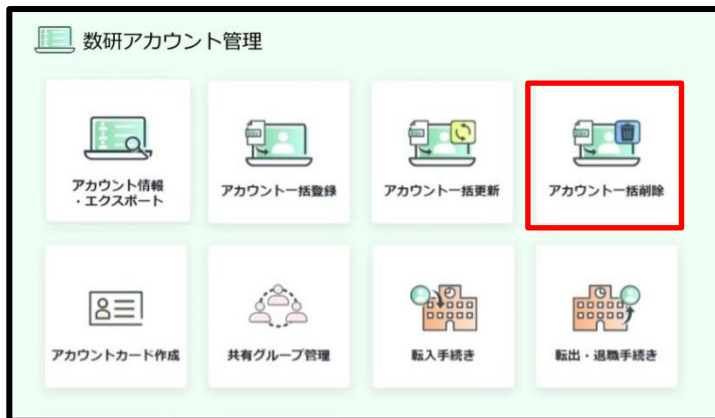 数研アカウント管理
アカウント情報
・エクスポート
アカウント一括登録
アカウント一括更新
アカウント一括削除
アカウントカード作成
共有グループ管理
転入手続き
転出・退職手続き